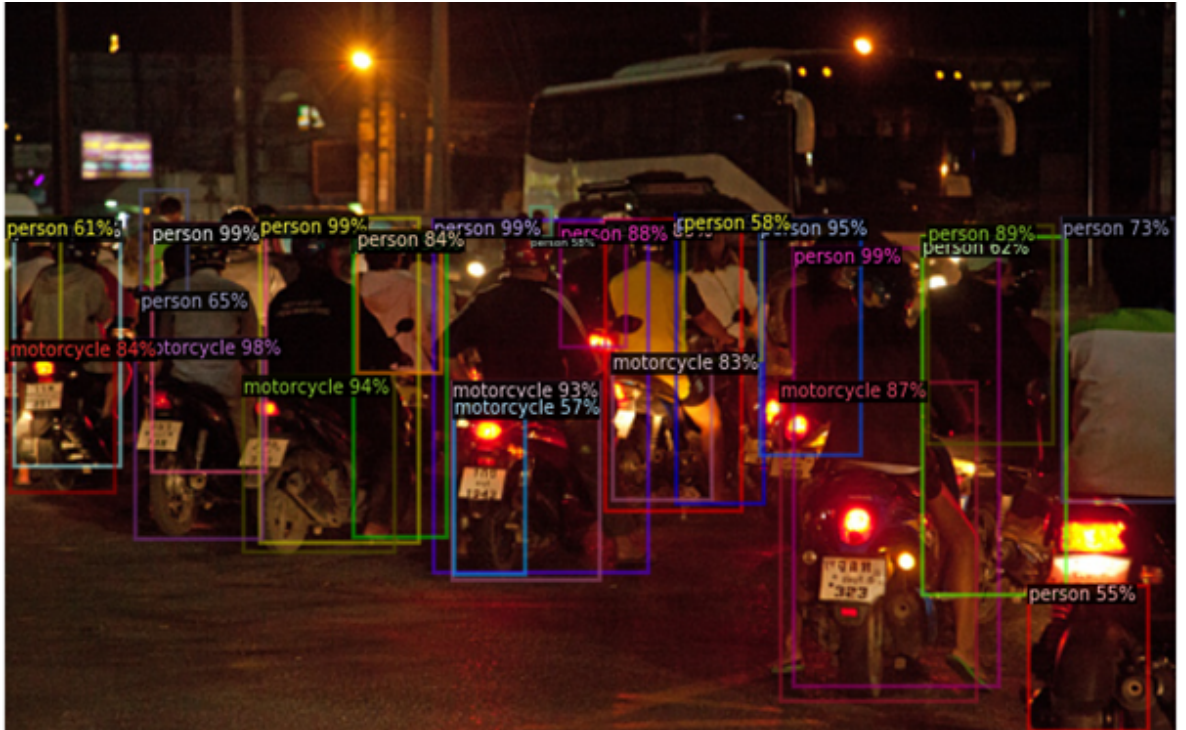 person 61%
person 99%
person 99%
person 84%
person 99%
person 58%
person 88%
person 58%
person 95%
person 99%
person 89%
person 62%
person 73%
person 65%
motorcycle 84%
motorcycle 98%
motorcycle 94%
motorcycle 93%
motorcycle 57%
motorcycle 83%
motorcycle 87%
person 55%
323